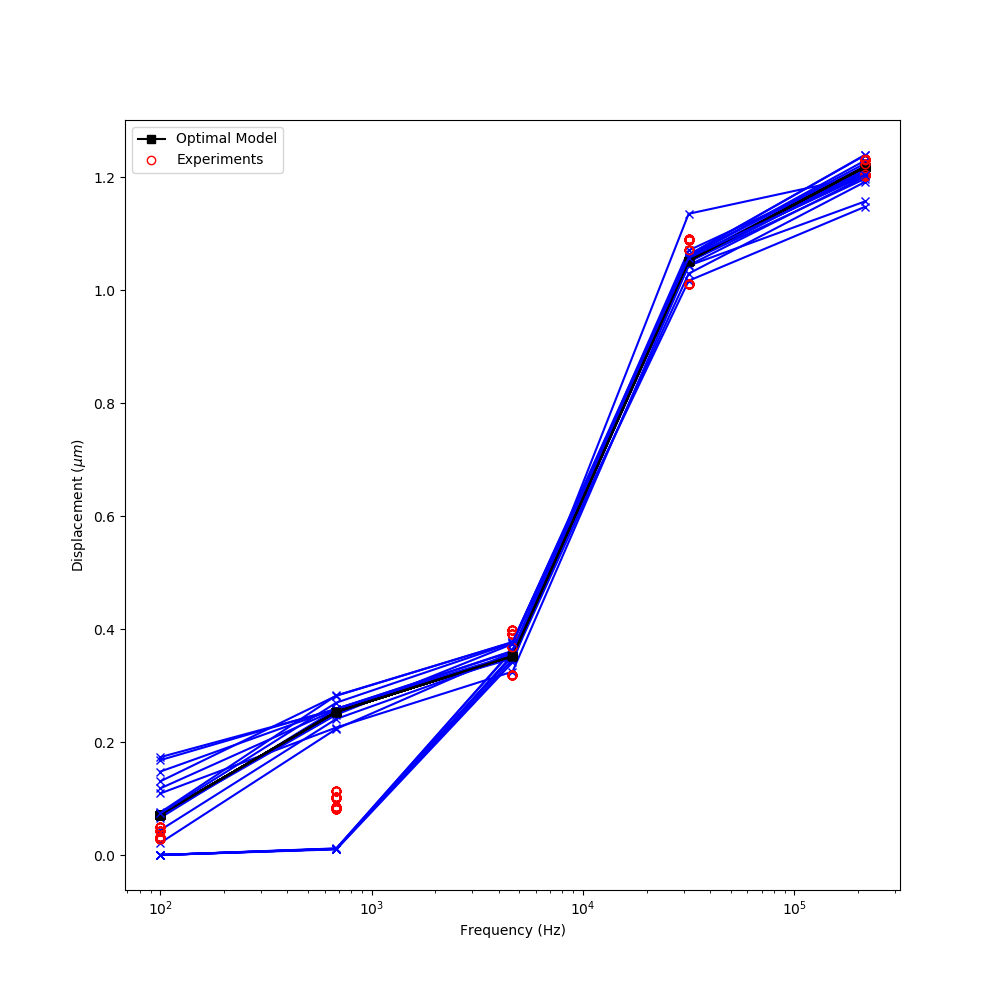 Optimal Model
Experiments
1.2
1.0
0.8
0.6
0.4
0.2
0.0
Displacement (μm)
10² 10³ 10⁴ 10⁵
Frequency (Hz)